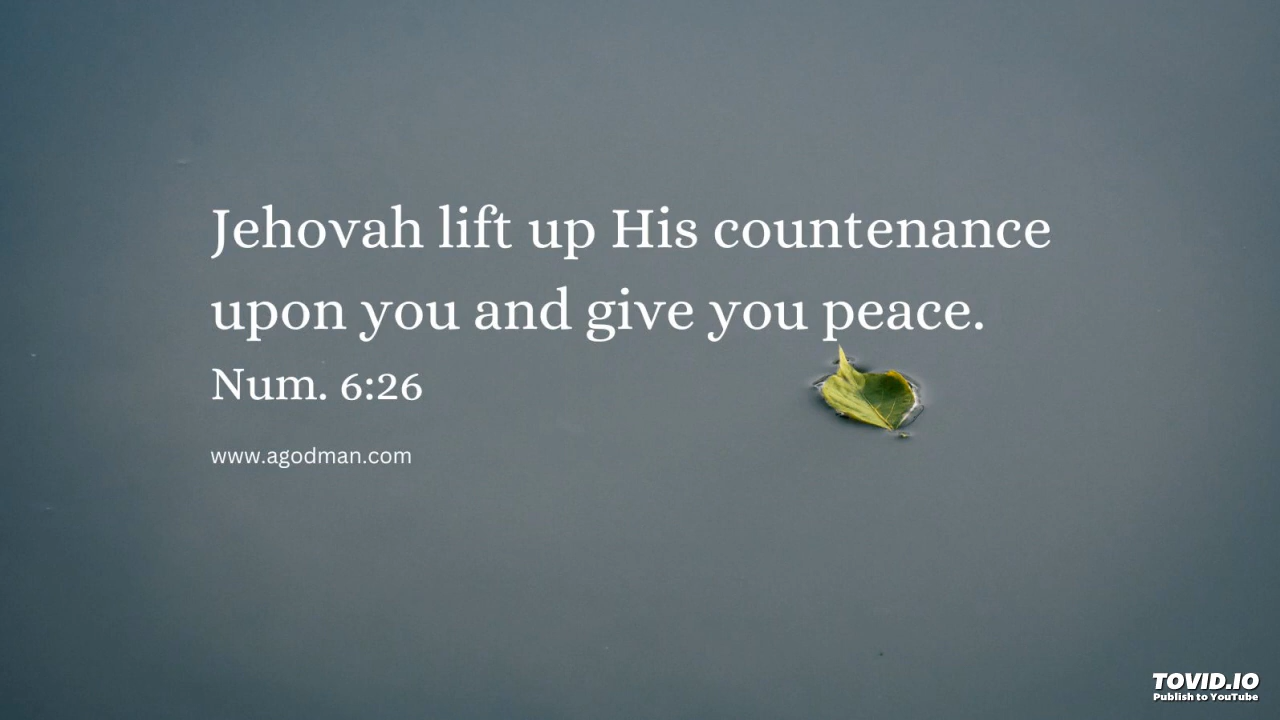 Jehovah lift up His countenance
upon you and give you peace.
Num. 6:26
www.agodman.com
TOVID.IO
Publish to YouTube